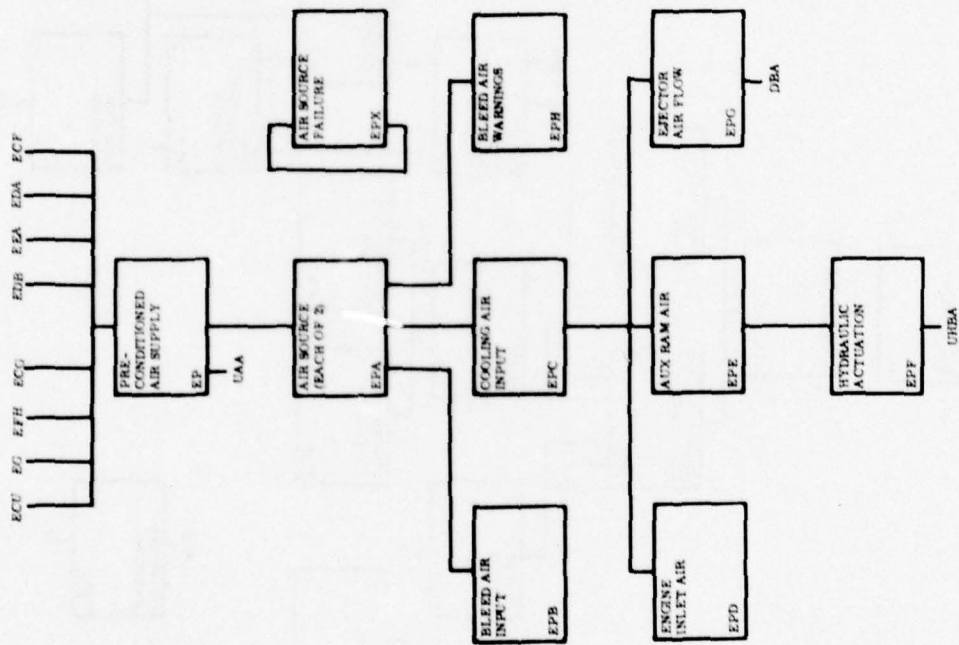 ECU
EG
EFH
ECG
EDB
EEA
EDA
ECF
PRE-
CONDITIONED
AIR SUPPLY
EP
UAA
AIR SOURCE
(EACH OF 2)
EPA
AIR SOURCE
FAILURE
EPX
BLEED AIR
INPUT
EPB
COOLING AIR
INPUT
EPC
BLEED AIR
WARNINGS
EPH
ENGINE
INLET AIR
EPD
AUX RAM AIR
EPE
EJECTOR
AIR FLOW
EPG
DBA
HYDRAULIC
ACTUATION
EPF
UHBA